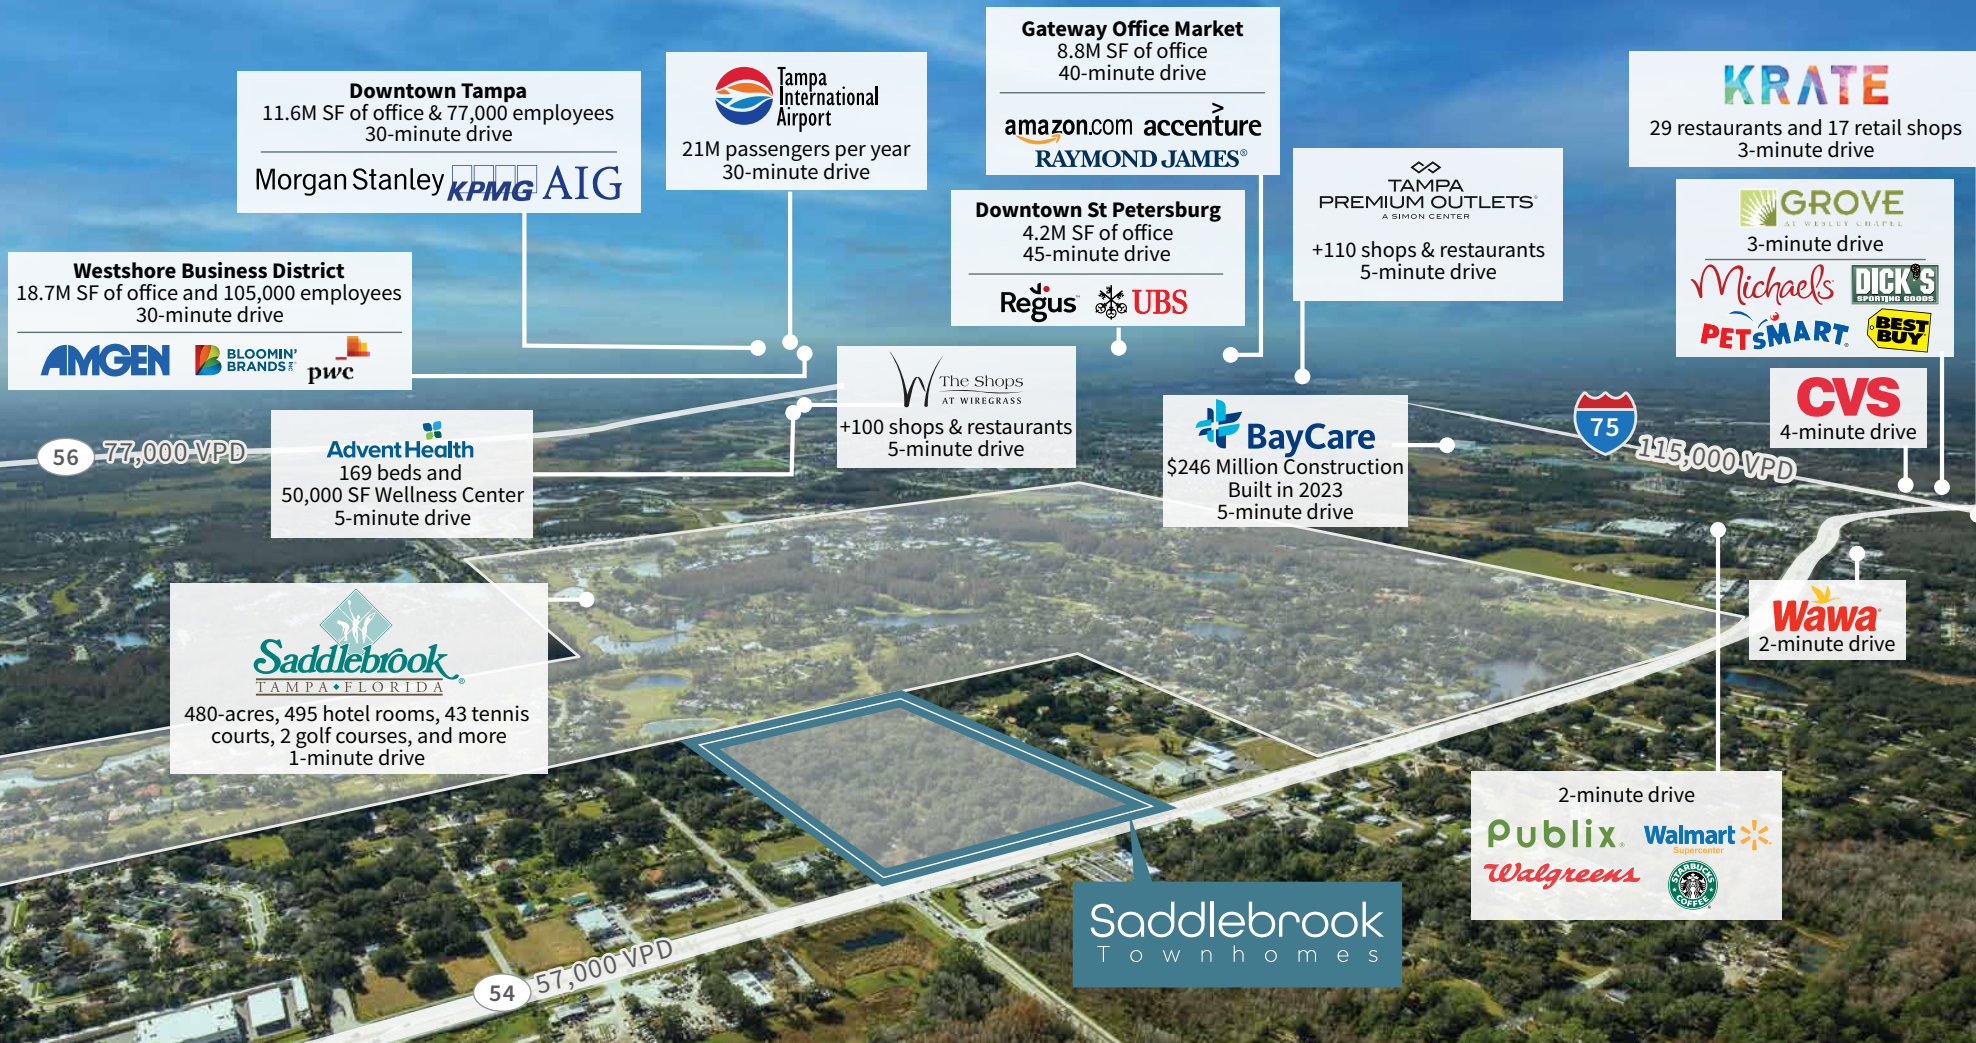 Downtown Tampa
11.6M SF of office & 77,000 employees
30-minute drive
Morgan Stanley KPMG AIG
Tampa
International
Airport
21M passengers per year
30-minute drive
Gateway Office Market
8.8M SF of office
40-minute drive
amazon.com accenture
RAYMOND JAMES®
KRATE
29 restaurants and 17 retail shops
3-minute drive
TAMPA
PREMIUM OUTLETS®
A SIMON CENTER
+110 shops & restaurants
5-minute drive
GROVE
AT WESLEY CHAPEL
3-minute drive
Michaels DICK'S
SPORTING GOODS
PETSMART® BEST
BUY
Downtown St Petersburg
4.2M SF of office
45-minute drive
Regus UBS
Westshore Business District
18.7M SF of office and 105,000 employees
30-minute drive
AMGEN BLOOMIN'
BRANDS INC
pwc
The Shops
AT WIREGRASS
+100 shops & restaurants
5-minute drive
CVS
4-minute drive
AdventHealth
169 beds and
50,000 SF Wellness Center
5-minute drive
BayCare
$246 Million Construction
Built in 2023
5-minute drive
56 77,000 VPD
75 115,000 VPD
Saddlebrook®
TAMPA FLORIDA
480-acres, 495 hotel rooms, 43 tennis
courts, 2 golf courses, and more
1-minute drive
Wawa®
2-minute drive
2-minute drive
Publix® Walmart
Supercenter
Walgreens STARBUCKS
COFFEE
Saddlebrook
Townhomes
54 57,000 VPD